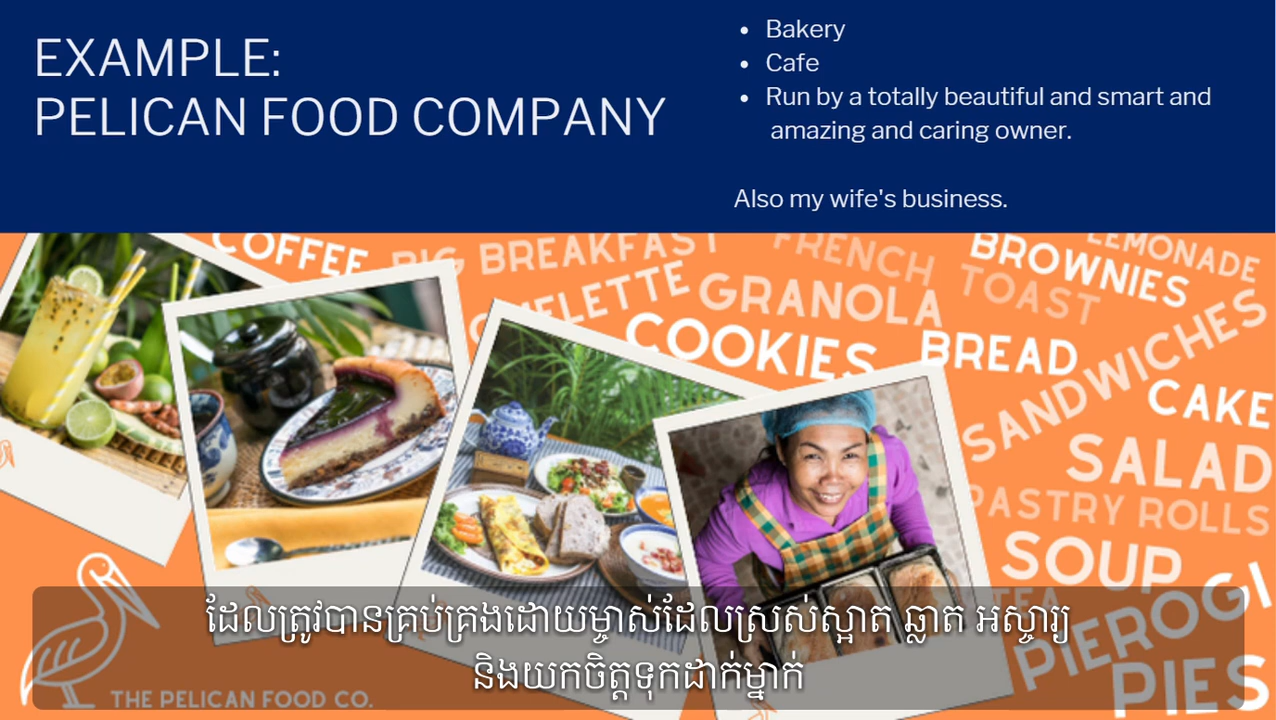 EXAMPLE:
PELICAN FOOD COMPANY
• Bakery
• Cafe
• Run by a totally beautiful and smart and
amazing and caring owner.
Also my wife's business.
COFFEE
BIG BREAKFAST
FRENCH
TOAST
BROWNIES
LEMONADE
OMELETTE
GRANOLA
COOKIES
BREAD
SANDWICHES
CAKE
SALAD
PASTRY ROLLS
SOUP
TEA
PIEROGI
PIES
THE PELICAN FOOD CO.
ដែលត្រូវបានគ្រប់គ្រងដោយម្ចាស់ដែលស្រស់ស្អាត ឆ្លាត អស្ចារ្យ
និងយកចិត្តទុកដាក់ម្នាក់